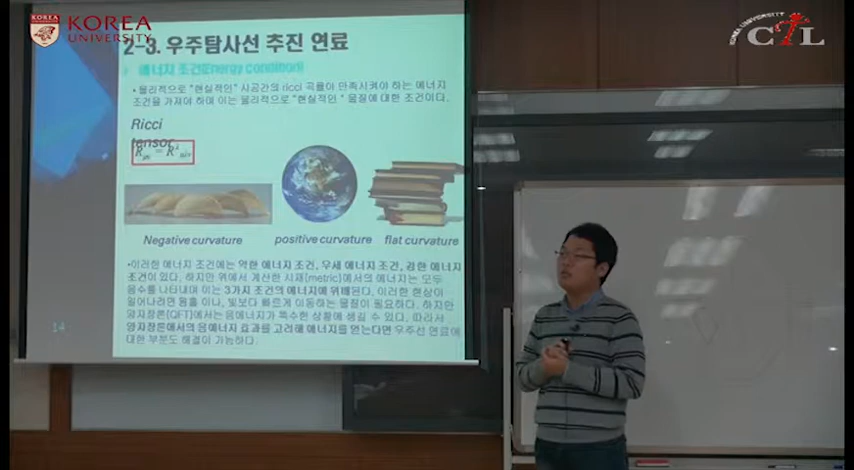 KOREA
UNIVERSITY
KOREA UNIVERSITY
CTL
2-3. 우주탐사선 추진 연료
에너지 조건(Energy condition)
•물리적으로 "현실적인" 시공간의 ricci 곡률이 만족시켜야 하는 에너지
조건을 가져야 하며 이는 물리적으로 "현실적인 " 물질에 대한 조건이다.
Ricci
tensor
Negative curvature
positive curvature
flat curvature
•이러한 에너지 조건에는 약한 에너지 조건, 우세 에너지 조건, 강한 에너지
조건이 있다. 하지만 위에서 계산한 시재(metric)에서의 에너지는 모두
음수를 나타내며 이는 3가지 조건의 에너지에 위배된다. 이러한 현상이
일어나려면 웜홀 이나, 빛보다 빠르게 이동하는 물질이 필요하다. 하지만
양자장론(QFT)에서는 음에너지가 특수한 상황에 생길 수 있다. 따라서
양자장론에서의 음에너지 효과를 고려해 에너지를 얻는다면 우주선 연료에
대한 부분도 해결이 가능하다.
14